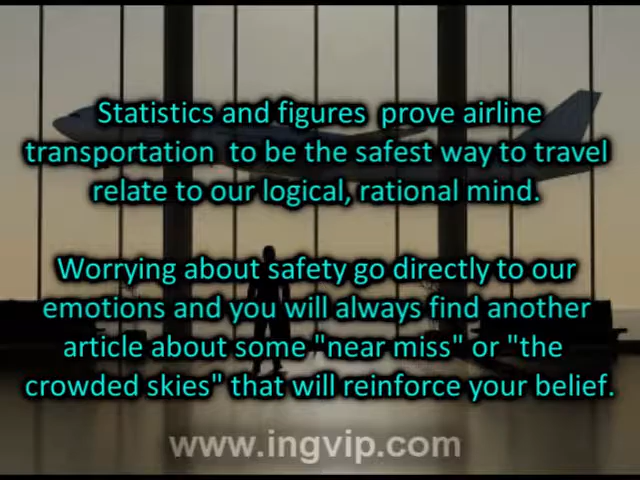 Statistics and figures prove airline
transportation to be the safest way to travel
relate to our logical, rational mind.
Worrying about safety go directly to our
emotions and you will always find another
article about some "near miss" or "the
crowded skies" that will reinforce your belief.
www.ingvip.com